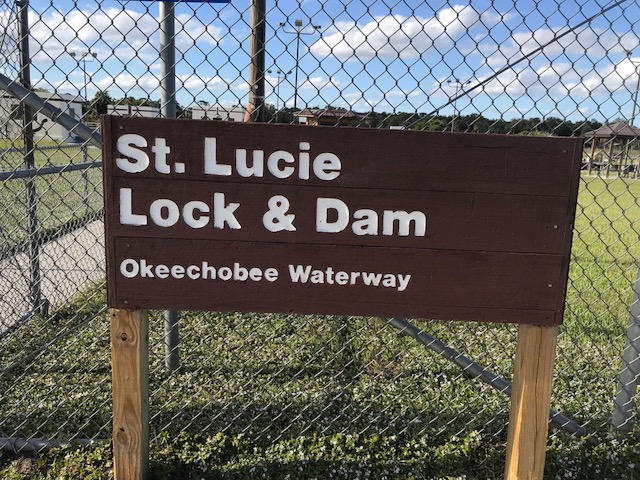 St. Lucie
Lock & Dam
Okeechobee Waterway